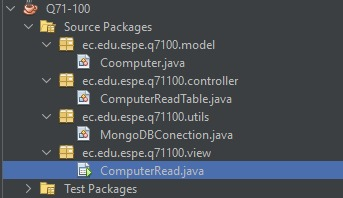 Q71-100
Source Packages
ec.edu.espe.q7100.model
Coomputer.java
ec.edu.espe.q71100.controller
ComputerReadTable.java
ec.edu.espe.q71100.utils
MongoDBConection.java
ec.edu.espe.q71100.view
ComputerRead.java
Test Packages